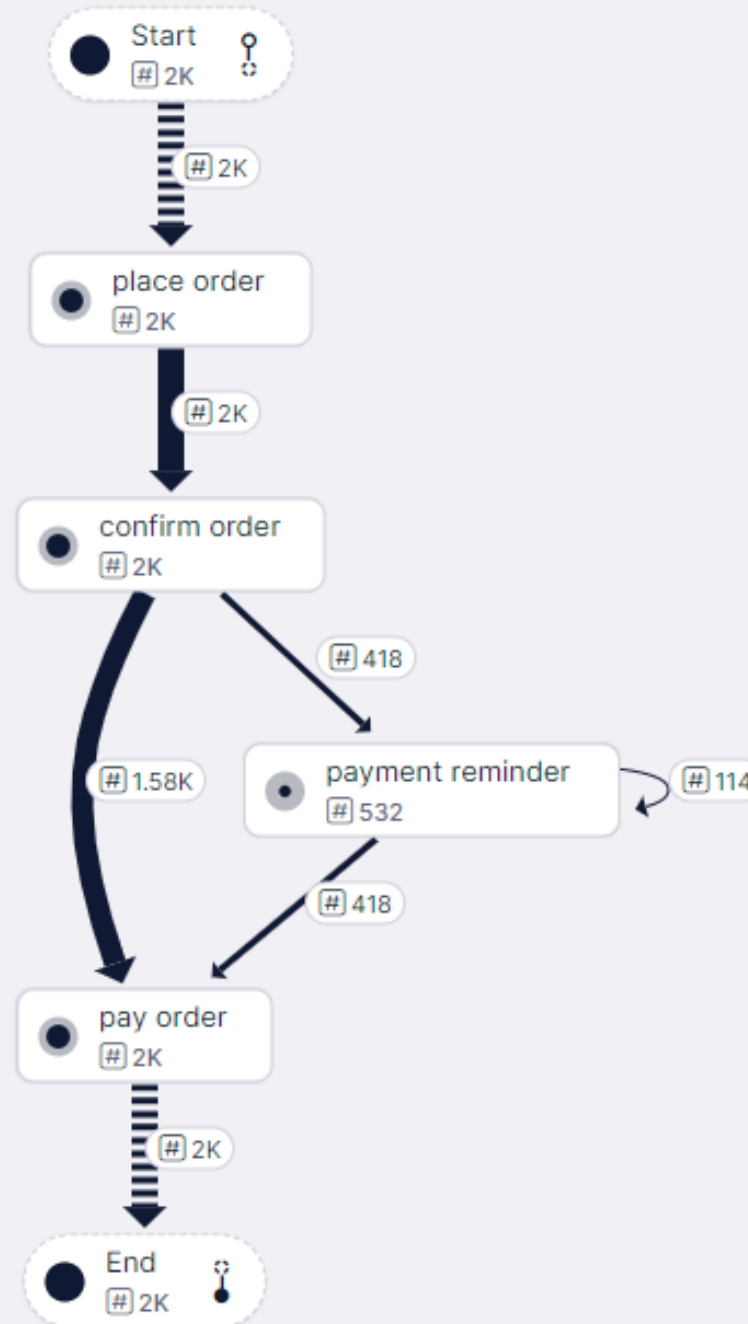 Start
# 2K
# 2K
place order
# 2K
# 2K
confirm order
# 2K
# 418
# 1.58K
payment reminder
# 532
# 114
# 418
pay order
# 2K
# 2K
End
# 2K